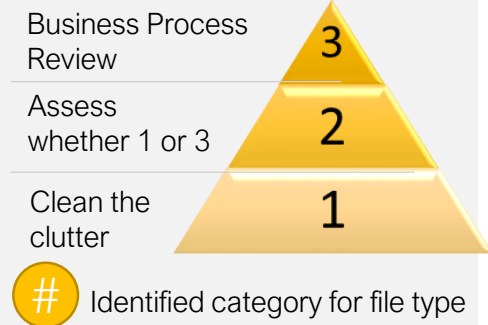 Business Process
Review
3
Assess
whether 1 or 3
2
Clean the
clutter
1
# Identified category for file type